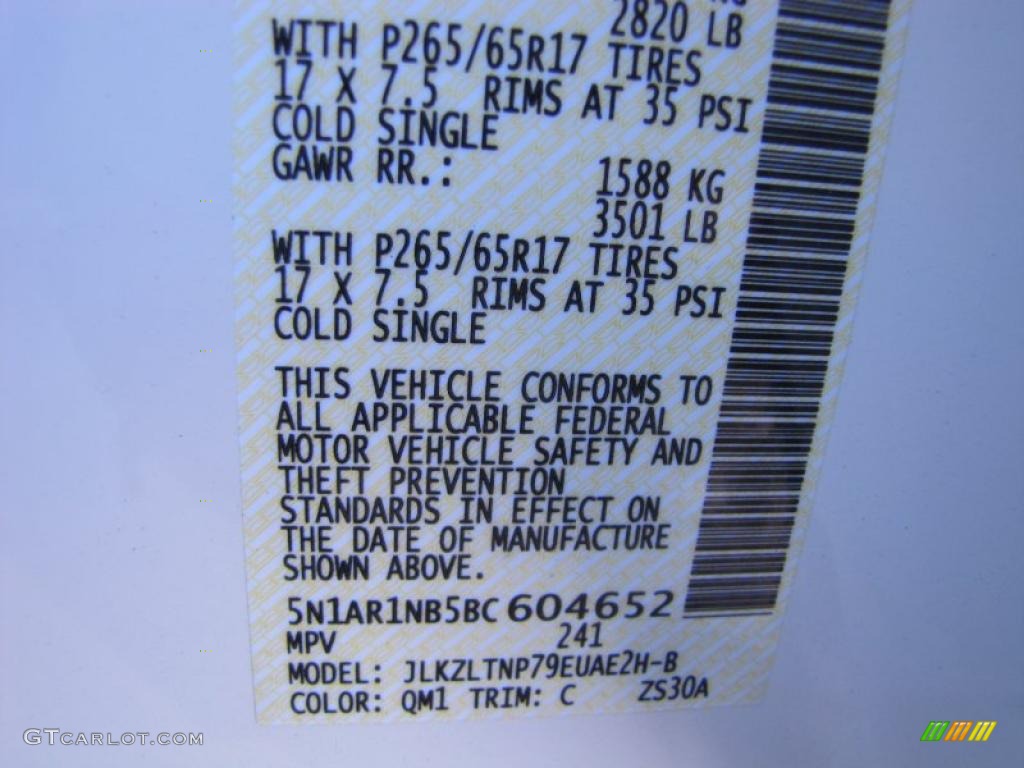 2820 LB
WITH P265/65R17 TIRES
17 X 7.5 RIMS AT 35 PSI
COLD SINGLE
GAWR RR.: 1588 KG
3501 LB
WITH P265/65R17 TIRES
17 X 7.5 RIMS AT 35 PSI
COLD SINGLE
THIS VEHICLE CONFORMS TO
ALL APPLICABLE FEDERAL
MOTOR VEHICLE SAFETY AND
THEFT PREVENTION
STANDARDS IN EFFECT ON
THE DATE OF MANUFACTURE
SHOWN ABOVE.
5N1AR1NB5BC 604652
MPV 241
MODEL: JLKZLTNP79EUAE2H-B
COLOR: QM1 TRIM: C ZS30A
GTCARLOT.COM